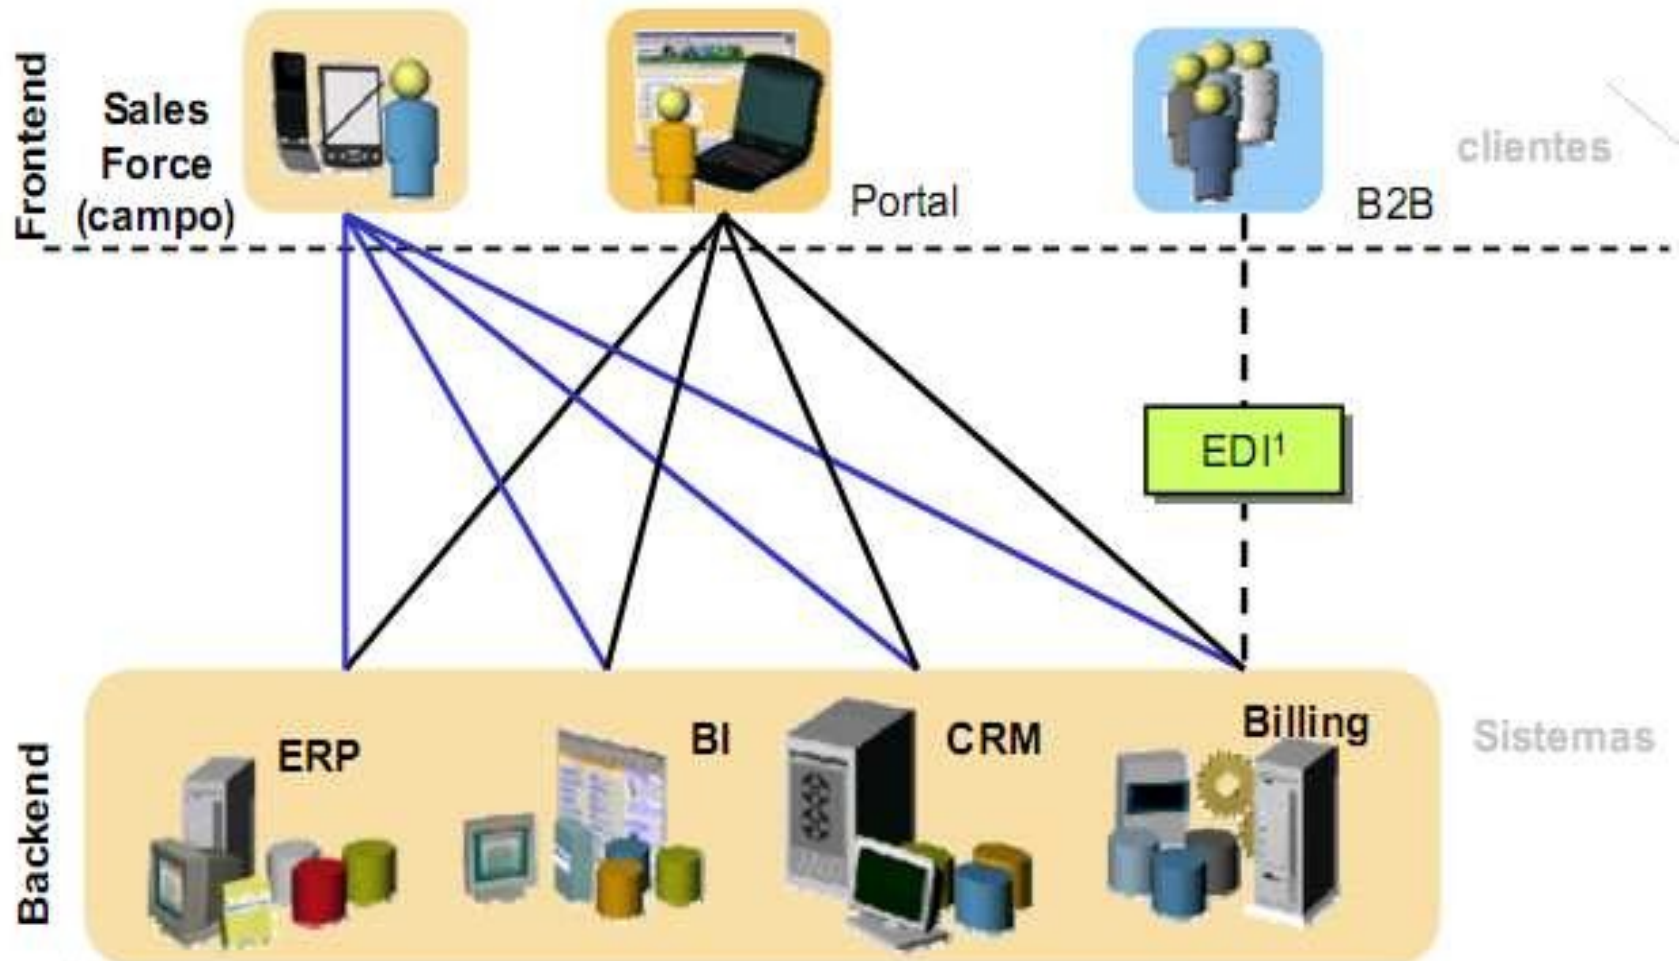 Frontend
Sales
Force
(campo)
Portal
B2B
clientes
EDI¹
Backend
ERP
BI
CRM
Billing
Sistemas